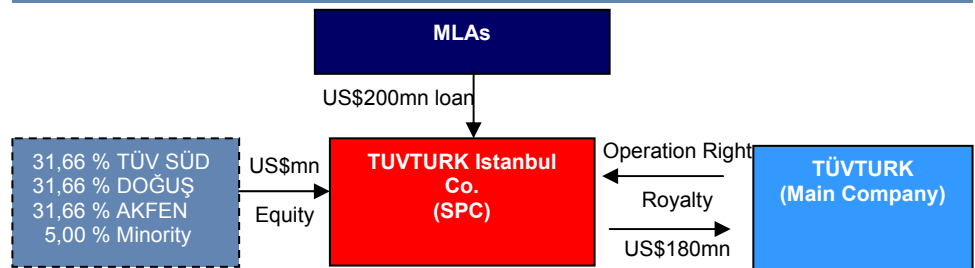 MLAs
US$200mn loan
31,66 % TÜV SÜD
31,66 % DOĞUŞ
31,66 % AKFEN
5,00 % Minority
US$mn
Equity
TUVTURK Istanbul
Co.
(SPC)
Operation Right
Royalty
US$180mn
TÜVTURK
(Main Company)